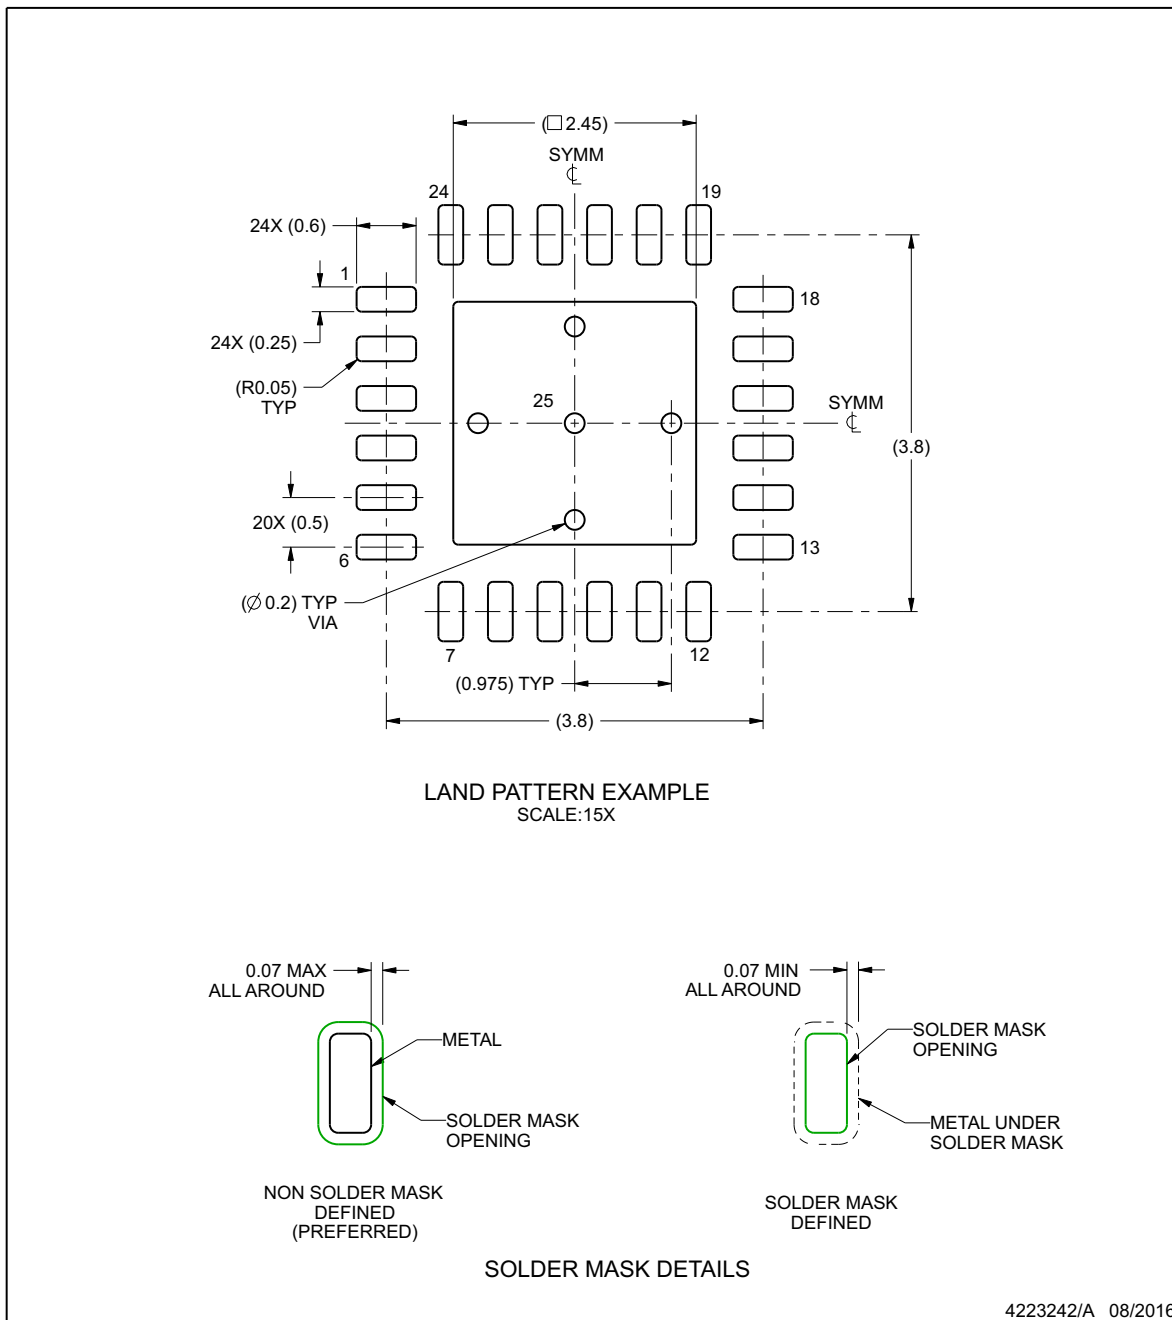 (□ 2.45)
SYMM
℄
24
19
24X (0.6)
1
18
24X (0.25)
(R0.05)
TYP
25
SYMM
℄
(3.8)
20X (0.5)
6
13
(∅ 0.2) TYP
VIA
7
12
(0.975) TYP
(3.8)
LAND PATTERN EXAMPLE
SCALE:15X
0.07 MAX
ALL AROUND
METAL
SOLDER MASK
OPENING
NON SOLDER MASK
DEFINED
(PREFERRED)
0.07 MIN
ALL AROUND
SOLDER MASK
OPENING
METAL UNDER
SOLDER MASK
SOLDER MASK
DEFINED
SOLDER MASK DETAILS
4223242/A 08/2016